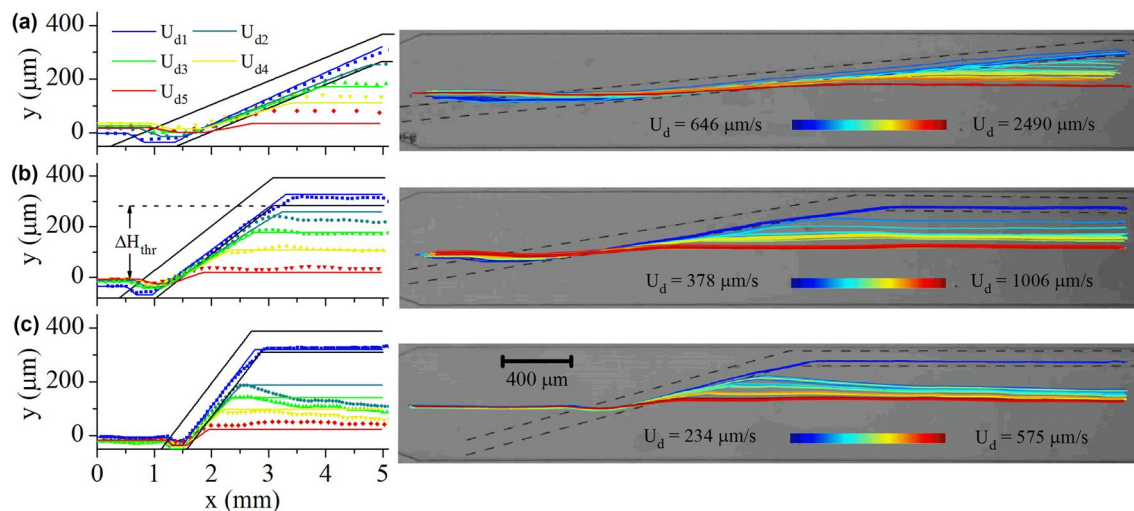 (a)
400
200
0
y (μm)
U_d1 U_d2
U_d3 U_d4
U_d5
U_d = 646 μm/s U_d = 2490 μm/s
(b)
400
200
0
y (μm)
ΔH_thr
U_d = 378 μm/s U_d = 1006 μm/s
(c)
400
200
0
y (μm)
400 μm
U_d = 234 μm/s U_d = 575 μm/s
0 1 2 3 4 5
x (mm)